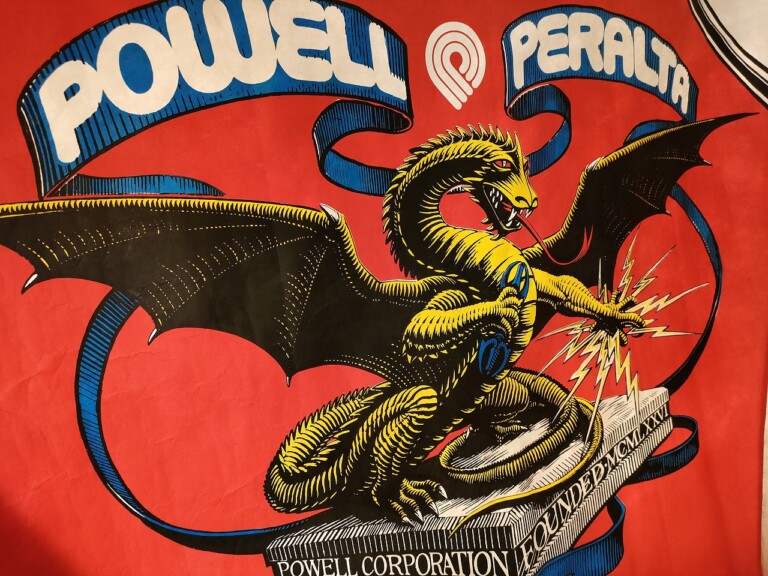 POWELL
PERALTA
POWELL CORPORATION
FOUNDED MCMLXXVI